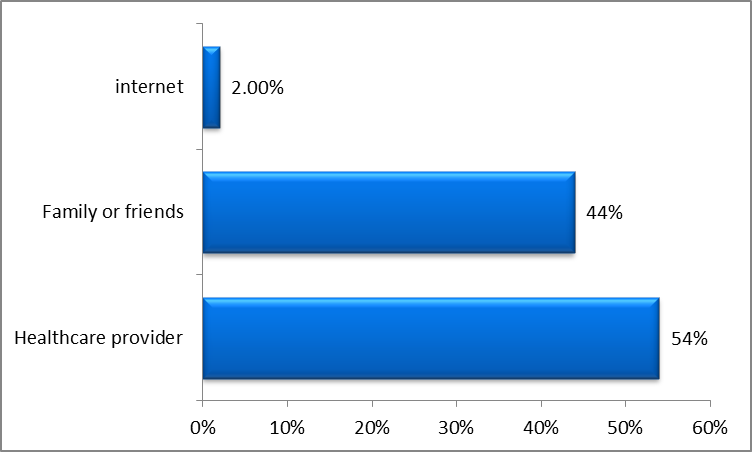 internet
2.00%
Family or friends
44%
Healthcare provider
54%
0% 10% 20% 30% 40% 50% 60%